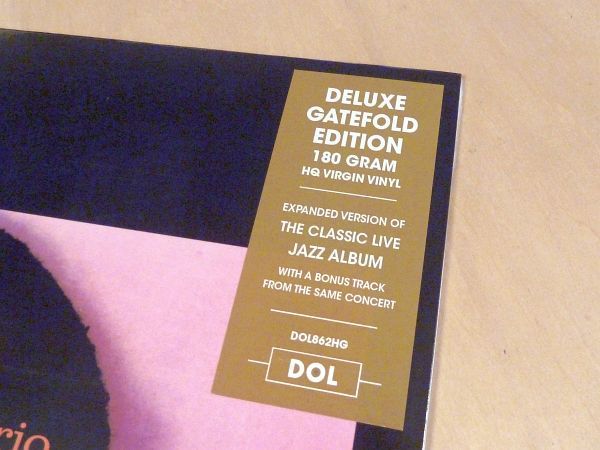 DELUXE
GATEFOLD
EDITION
180 GRAM
HQ VIRGIN VINYL
EXPANDED VERSION OF
THE CLASSIC LIVE
JAZZ ALBUM
WITH A BONUS TRACK
FROM THE SAME CONCERT
DOL862HG
DOL
rio